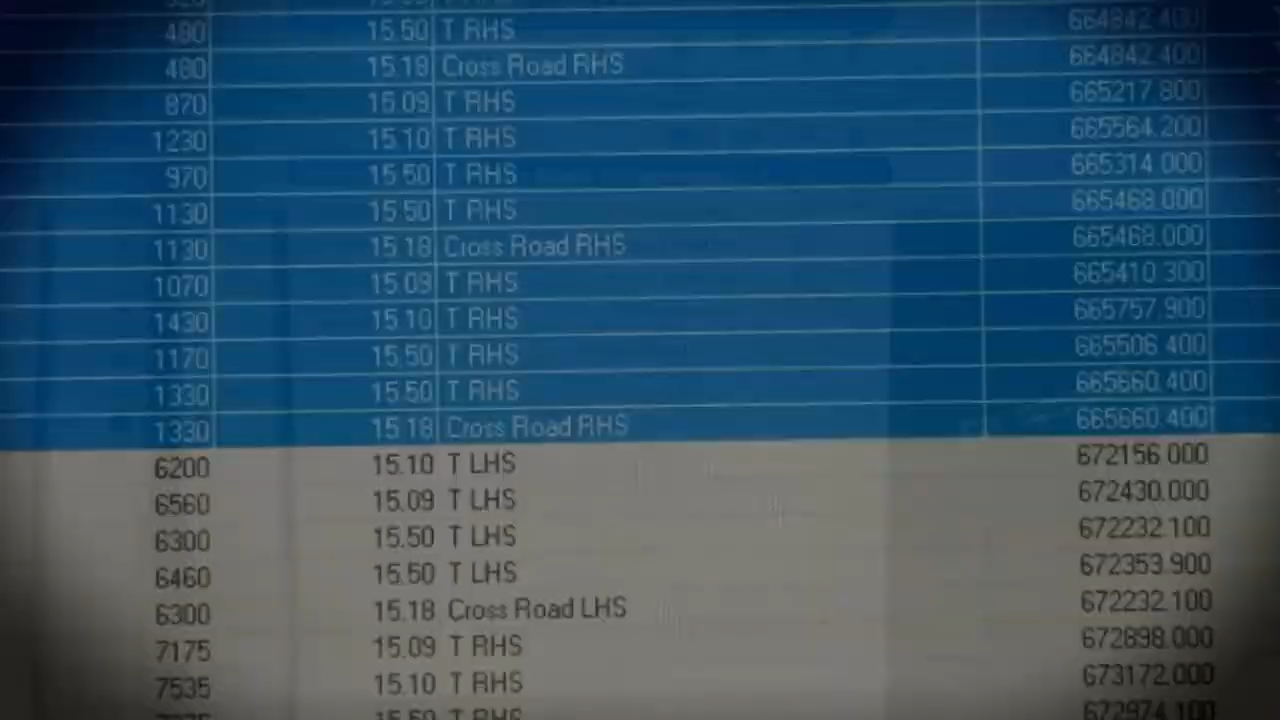 480 15.50 T RHS 664842.400
480 15.18 Cross Road RHS 664842.400
870 15.09 T RHS 665217.800
1230 15.10 T RHS 665564.200
970 15.50 T RHS 665314.000
1130 15.50 T RHS 665468.000
1130 15.18 Cross Road RHS 665468.000
1070 15.09 T RHS 665410.300
1430 15.10 T RHS 665757.900
1170 15.50 T RHS 665506.400
1330 15.50 T RHS 665660.400
1330 15.18 Cross Road RHS 665660.400
6200 15.10 T LHS 672156.000
6560 15.09 T LHS 672430.000
6300 15.50 T LHS 672232.100
6460 15.50 T LHS 672353.900
6300 15.18 Cross Road LHS 672232.100
7175 15.09 T RHS 672898.000
7535 15.10 T RHS 673172.000
15.50 T RHS 672974.100